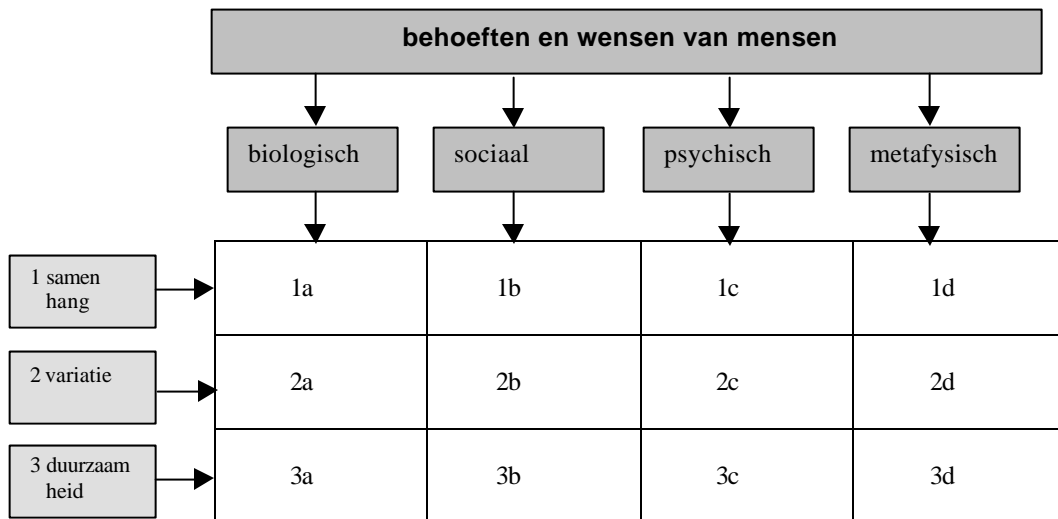 behoeften en wensen van mensen
biologisch sociaal psychisch metafysisch
1 samen
hang
1a 1b 1c 1d
2 variatie
2a 2b 2c 2d
3 duurzaam
heid
3a 3b 3c 3d